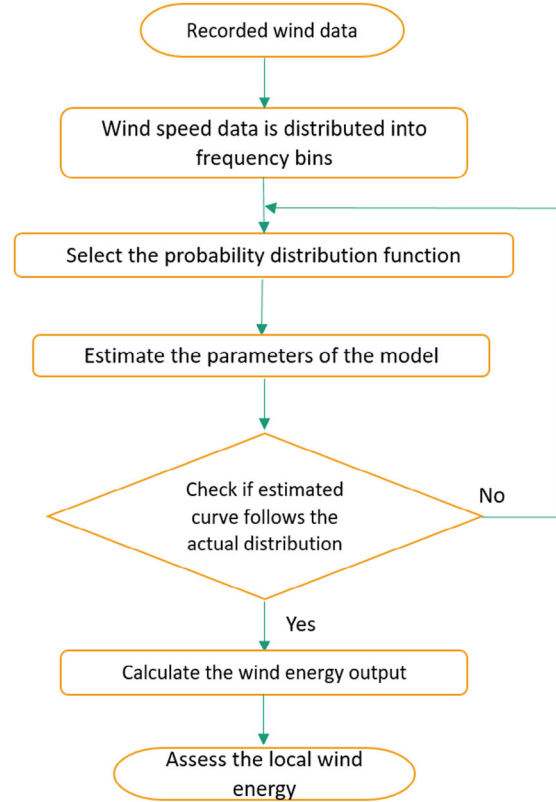 Recorded wind data
Wind speed data is distributed into
frequency bins
Select the probability distribution function
Estimate the parameters of the model
Check if estimated
curve follows the
actual distribution
No
Yes
Calculate the wind energy output
Assess the local wind
energy